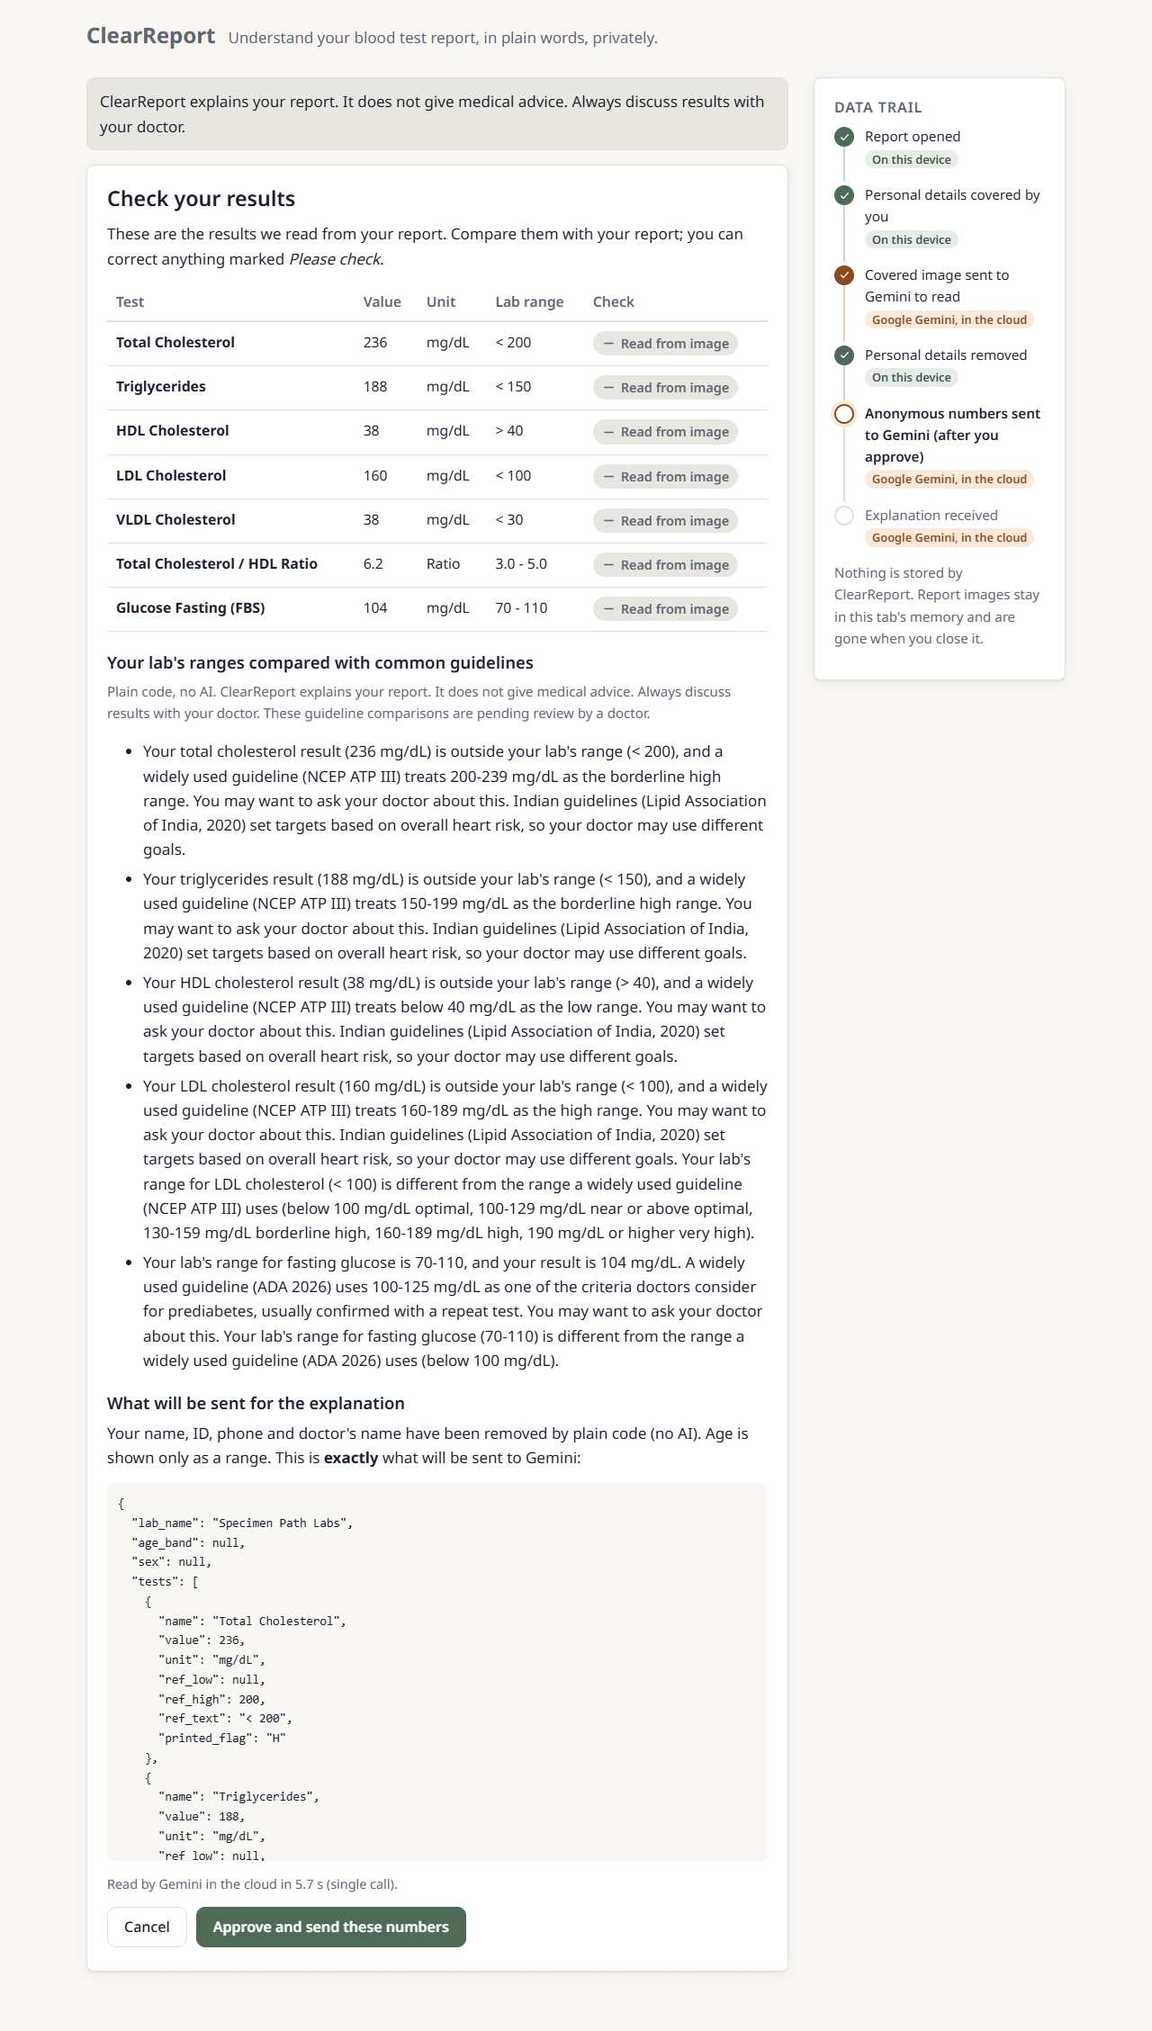 ClearReport Understand your blood test report, in plain words, privately.
ClearReport explains your report. It does not give medical advice. Always discuss results with
your doctor.
Check your results
These are the results we read from your report. Compare them with your report; you can
correct anything marked Please check.
Test Value Unit Lab range Check
Total Cholesterol 236 mg/dL < 200 — Read from image
Triglycerides 188 mg/dL < 150 — Read from image
HDL Cholesterol 38 mg/dL > 40 — Read from image
LDL Cholesterol 160 mg/dL < 100 — Read from image
VLDL Cholesterol 38 mg/dL < 30 — Read from image
Total Cholesterol / HDL Ratio 6.2 Ratio 3.0 - 5.0 — Read from image
Glucose Fasting (FBS) 104 mg/dL 70 - 110 — Read from image
Your lab's ranges compared with common guidelines
Plain code, no AI. ClearReport explains your report. It does not give medical advice. Always discuss
results with your doctor. These guideline comparisons are pending review by a doctor.
• Your total cholesterol result (236 mg/dL) is outside your lab's range (< 200), and a
widely used guideline (NCEP ATP III) treats 200-239 mg/dL as the borderline high
range. You may want to ask your doctor about this. Indian guidelines (Lipid Association
of India, 2020) set targets based on overall heart risk, so your doctor may use different
goals.
• Your triglycerides result (188 mg/dL) is outside your lab's range (< 150), and a widely
used guideline (NCEP ATP III) treats 150-199 mg/dL as the borderline high range. You
may want to ask your doctor about this. Indian guidelines (Lipid Association of India,
2020) set targets based on overall heart risk, so your doctor may use different goals.
• Your HDL cholesterol result (38 mg/dL) is outside your lab's range (> 40), and a widely
used guideline (NCEP ATP III) treats below 40 mg/dL as the low range. You may want to
ask your doctor about this. Indian guidelines (Lipid Association of India, 2020) set
targets based on overall heart risk, so your doctor may use different goals.
• Your LDL cholesterol result (160 mg/dL) is outside your lab's range (< 100), and a widely
used guideline (NCEP ATP III) treats 160-189 mg/dL as the high range. You may want to
ask your doctor about this. Indian guidelines (Lipid Association of India, 2020) set
targets based on overall heart risk, so your doctor may use different goals. Your lab's
range for LDL cholesterol (< 100) is different from the range a widely used guideline
(NCEP ATP III) uses (below 100 mg/dL optimal, 100-129 mg/dL near or above optimal,
130-159 mg/dL borderline high, 160-189 mg/dL high, 190 mg/dL or higher very high).
• Your lab's range for fasting glucose is 70-110, and your result is 104 mg/dL. A widely
used guideline (ADA 2026) uses 100-125 mg/dL as one of the criteria doctors consider
for prediabetes, usually confirmed with a repeat test. You may want to ask your doctor
about this. Your lab's range for fasting glucose (70-110) is different from the range a
widely used guideline (ADA 2026) uses (below 100 mg/dL).
What will be sent for the explanation
Your name, ID, phone and doctor's name have been removed by plain code (no AI). Age is
shown only as a range. This is exactly what will be sent to Gemini:
{
"lab_name": "Specimen Path Labs",
"age_band": null,
"sex": null,
"tests": [
{
"name": "Total Cholesterol",
"value": 236,
"unit": "mg/dL",
"ref_low": null,
"ref_high": 200,
"ref_text": "< 200",
"printed_flag": "H"
},
{
"name": "Triglycerides",
"value": 188,
"unit": "mg/dL",
"ref_low": null,
Read by Gemini in the cloud in 5.7 s (single call).
Cancel Approve and send these numbers
DATA TRAIL
Report opened
On this device
Personal details covered by
you
On this device
Covered image sent to
Gemini to read
Google Gemini, in the cloud
Personal details removed
On this device
Anonymous numbers sent
to Gemini (after you
approve)
Google Gemini, in the cloud
Explanation received
Google Gemini, in the cloud
Nothing is stored by
ClearReport. Report images stay
in this tab's memory and are
gone when you close it.